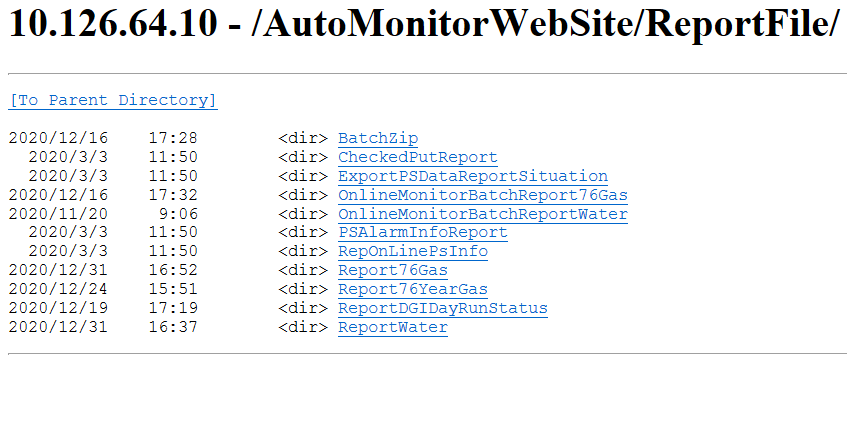 10.126.64.10 - /AutoMonitorWebSite/ReportFile/
[To Parent Directory]
2020/12/16    17:28        <dir> BatchZip
  2020/3/3    11:50        <dir> CheckedPutReport
  2020/3/3    11:50        <dir> ExportPSDataReportSituation
2020/12/16    17:32        <dir> OnlineMonitorBatchReport76Gas
2020/11/20     9:06        <dir> OnlineMonitorBatchReportWater
  2020/3/3    11:50        <dir> PSAlarmInfoReport
  2020/3/3    11:50        <dir> RepOnLinePsInfo
2020/12/31    16:52        <dir> Report76Gas
2020/12/24    15:51        <dir> Report76YearGas
2020/12/19    17:19        <dir> ReportDGIDayRunStatus
2020/12/31    16:37        <dir> ReportWater